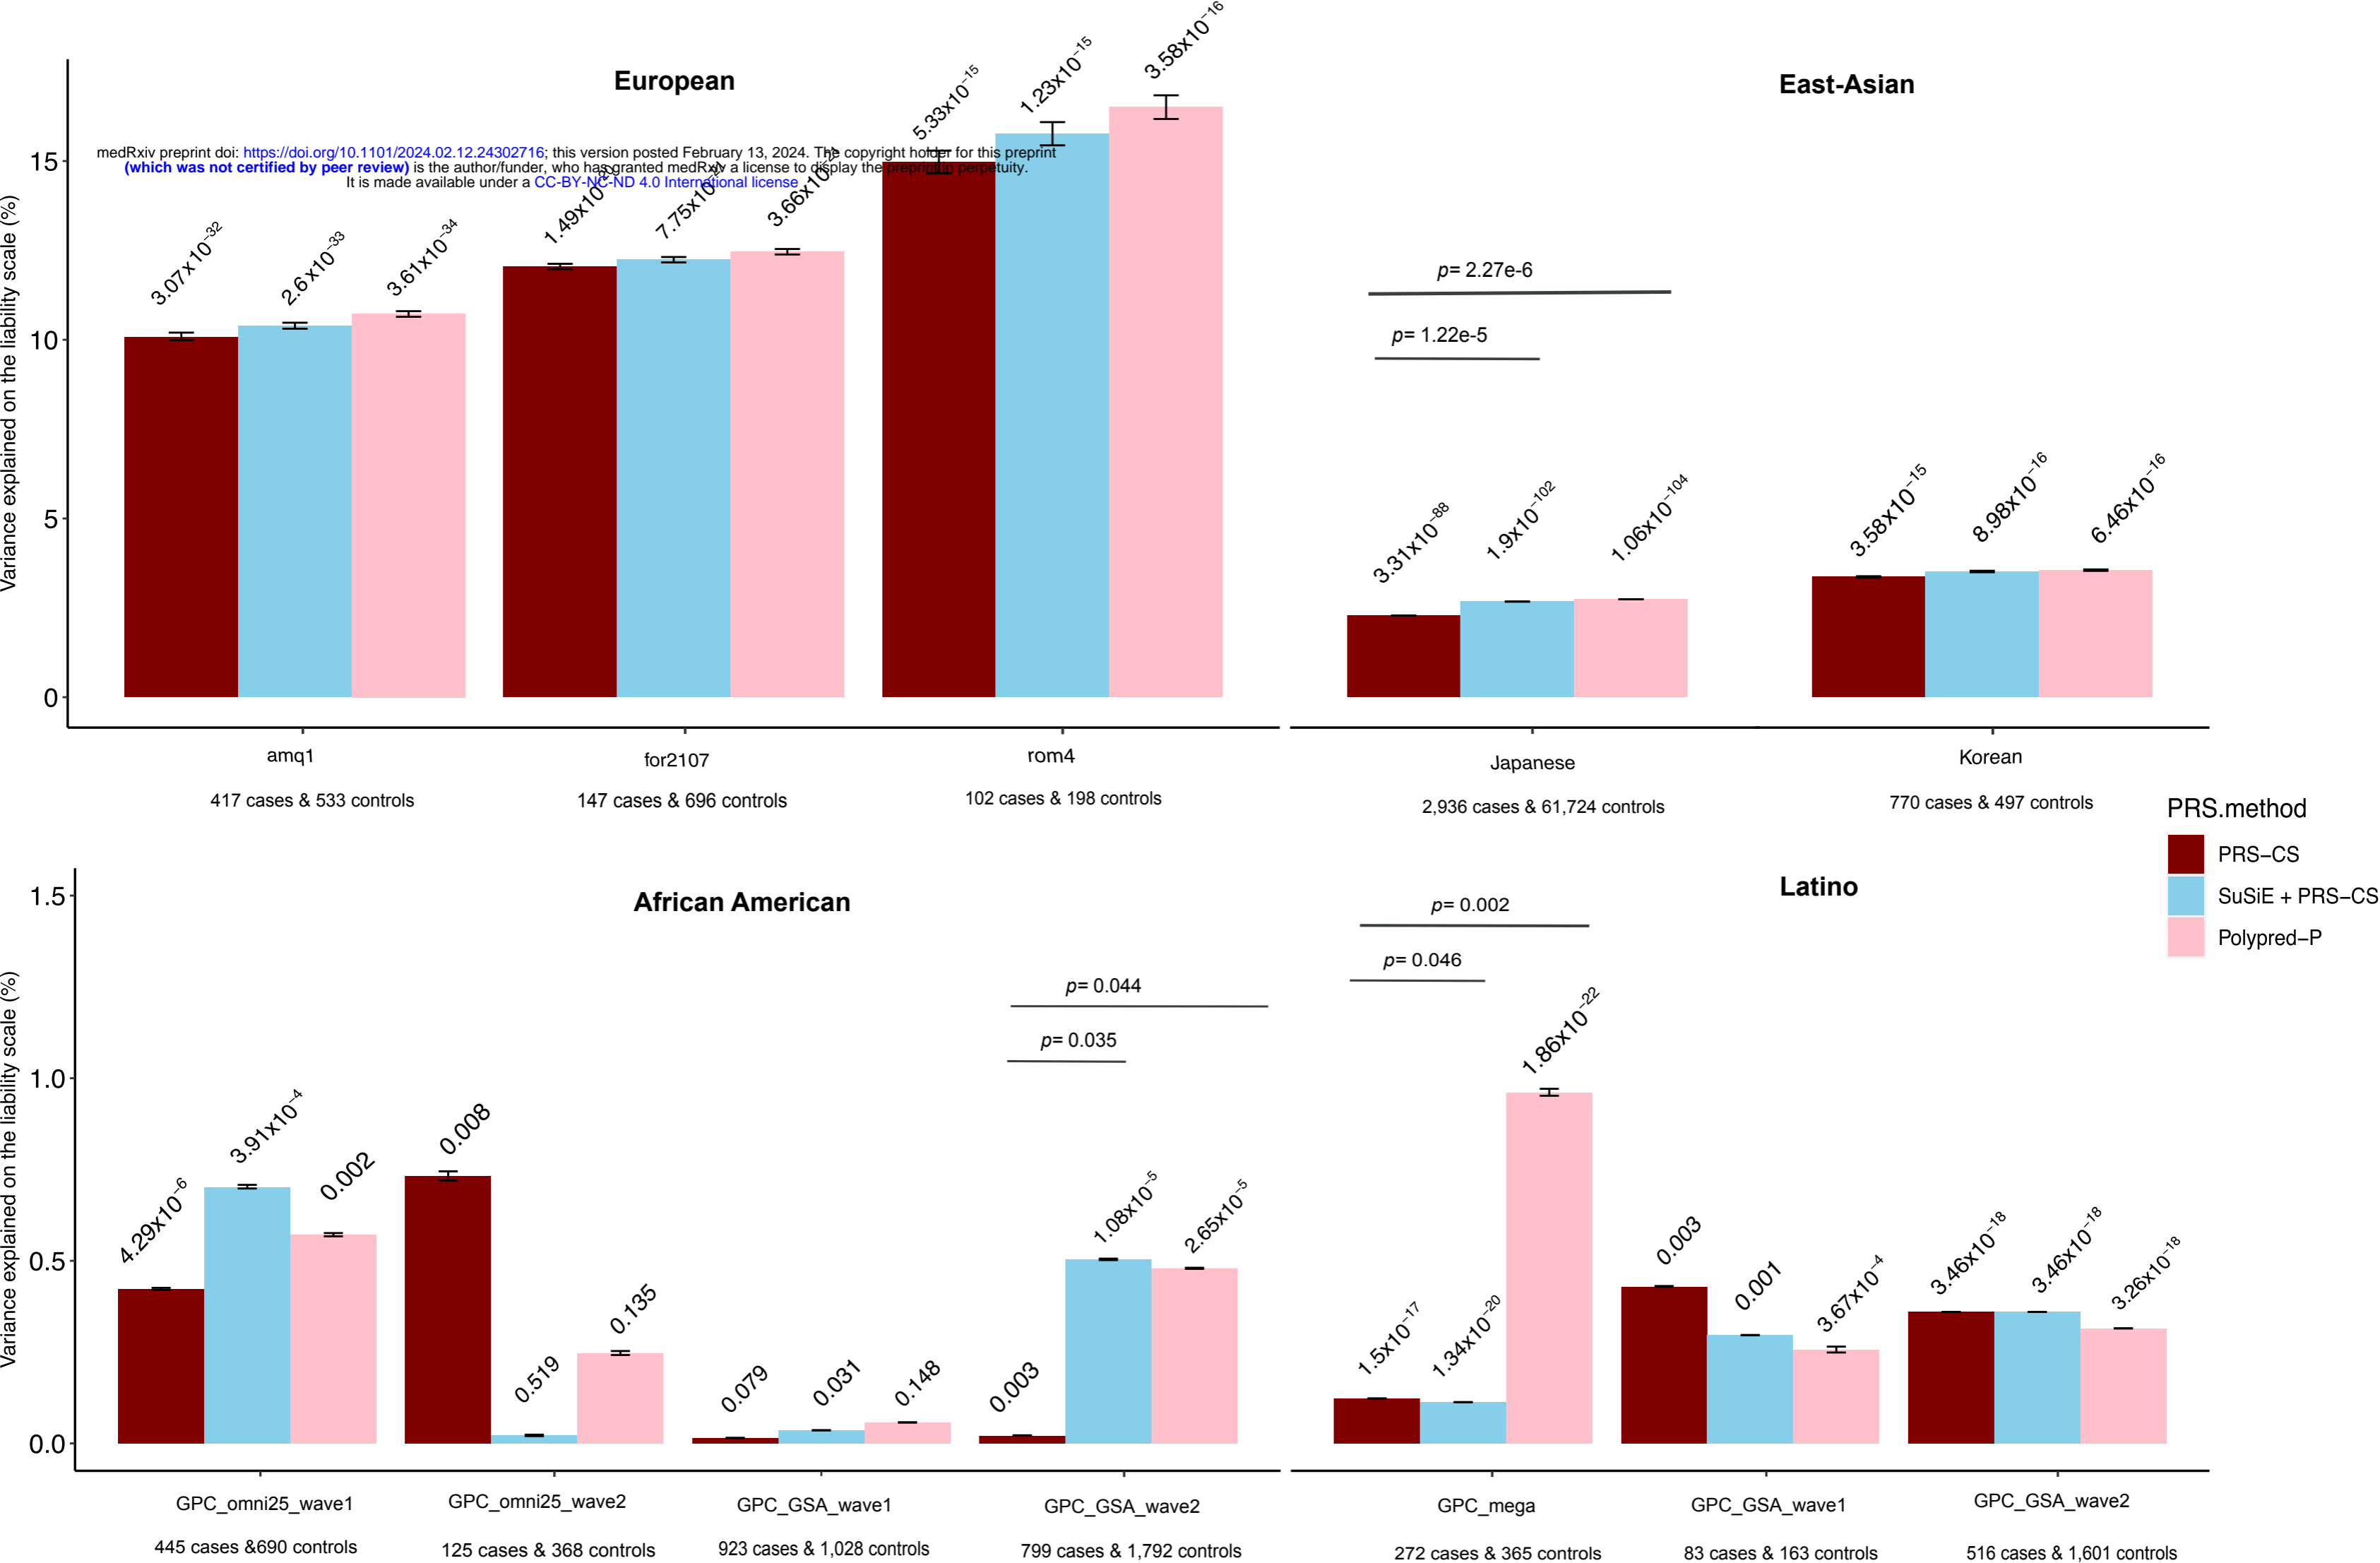 European
East-Asian
5.33x10⁻¹⁵
1.23x10⁻¹⁵
3.58x10⁻¹⁶
medRxiv preprint doi: https://doi.org/10.1101/2024.02.12.24302716; this version posted February 13, 2024. The copyright holder for this preprint
(which was not certified by peer review) is the author/funder, who has granted medRxiv a license to display the preprint in perpetuity.
It is made available under a CC-BY-NC-ND 4.0 International license
Variance explained on the liability scale (%)
15
10
5
0
3.07x10⁻³²
2.6x10⁻³³
3.61x10⁻³⁴
7.75x10⁻²¹
p= 2.27e-6
p= 1.22e-5
3.31x10⁻⁸⁸
1.9x10⁻¹⁰²
1.06x10⁻¹⁰⁴
3.58x10⁻¹⁵
8.98x10⁻¹⁶
6.46x10⁻¹⁶
amq1
for2107
rom4
Japanese
Korean
417 cases & 533 controls
147 cases & 696 controls
102 cases & 198 controls
2,936 cases & 61,724 controls
770 cases & 497 controls
PRS.method
PRS−CS
SuSiE + PRS−CS
Polypred−P
African American
Latino
Variance explained on the liability scale (%)
1.5
1.0
0.5
0.0
p= 0.044
p= 0.035
p= 0.002
p= 0.046
4.29x10⁻⁶
3.91x10⁻⁴
0.002
0.008
0.519
0.135
0.079
0.031
0.148
0.003
1.08x10⁻⁵
2.65x10⁻⁵
1.5x10⁻¹⁷
1.34x10⁻²⁰
1.86x10⁻²²
0.003
0.001
3.67x10⁻⁴
3.46x10⁻¹⁸
3.46x10⁻¹⁸
3.26x10⁻¹⁸
GPC_omni25_wave1
GPC_omni25_wave2
GPC_GSA_wave1
GPC_GSA_wave2
GPC_mega
GPC_GSA_wave1
GPC_GSA_wave2
445 cases &690 controls
125 cases & 368 controls
923 cases & 1,028 controls
799 cases & 1,792 controls
272 cases & 365 controls
83 cases & 163 controls
516 cases & 1,601 controls